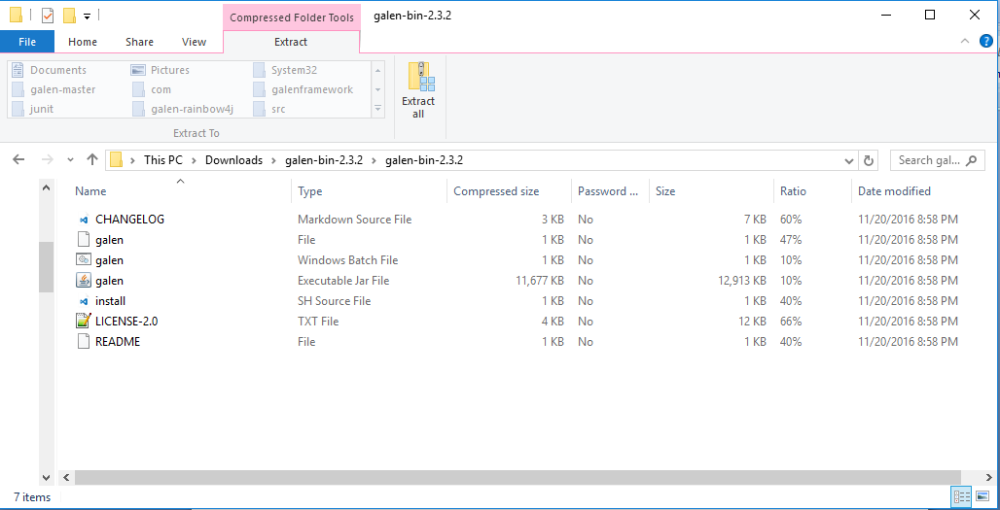 Compressed Folder Tools galen-bin-2.3.2
File Home Share View Extract
Documents Pictures System32
galen-master com galenframework
junit galen-rainbow4j src
Extract all
Extract To
This PC Downloads galen-bin-2.3.2 galen-bin-2.3.2 Search gal...
Name Type Compressed size Password ... Size Ratio Date modified
CHANGELOG Markdown Source File 3 KB No 7 KB 60% 11/20/2016 8:58 PM
galen File 1 KB No 1 KB 47% 11/20/2016 8:58 PM
galen Windows Batch File 1 KB No 1 KB 10% 11/20/2016 8:58 PM
galen Executable Jar File 11,677 KB No 12,913 KB 10% 11/20/2016 8:58 PM
install SH Source File 1 KB No 1 KB 40% 11/20/2016 8:58 PM
LICENSE-2.0 TXT File 4 KB No 12 KB 66% 11/20/2016 8:58 PM
README File 1 KB No 1 KB 40% 11/20/2016 8:58 PM
7 items